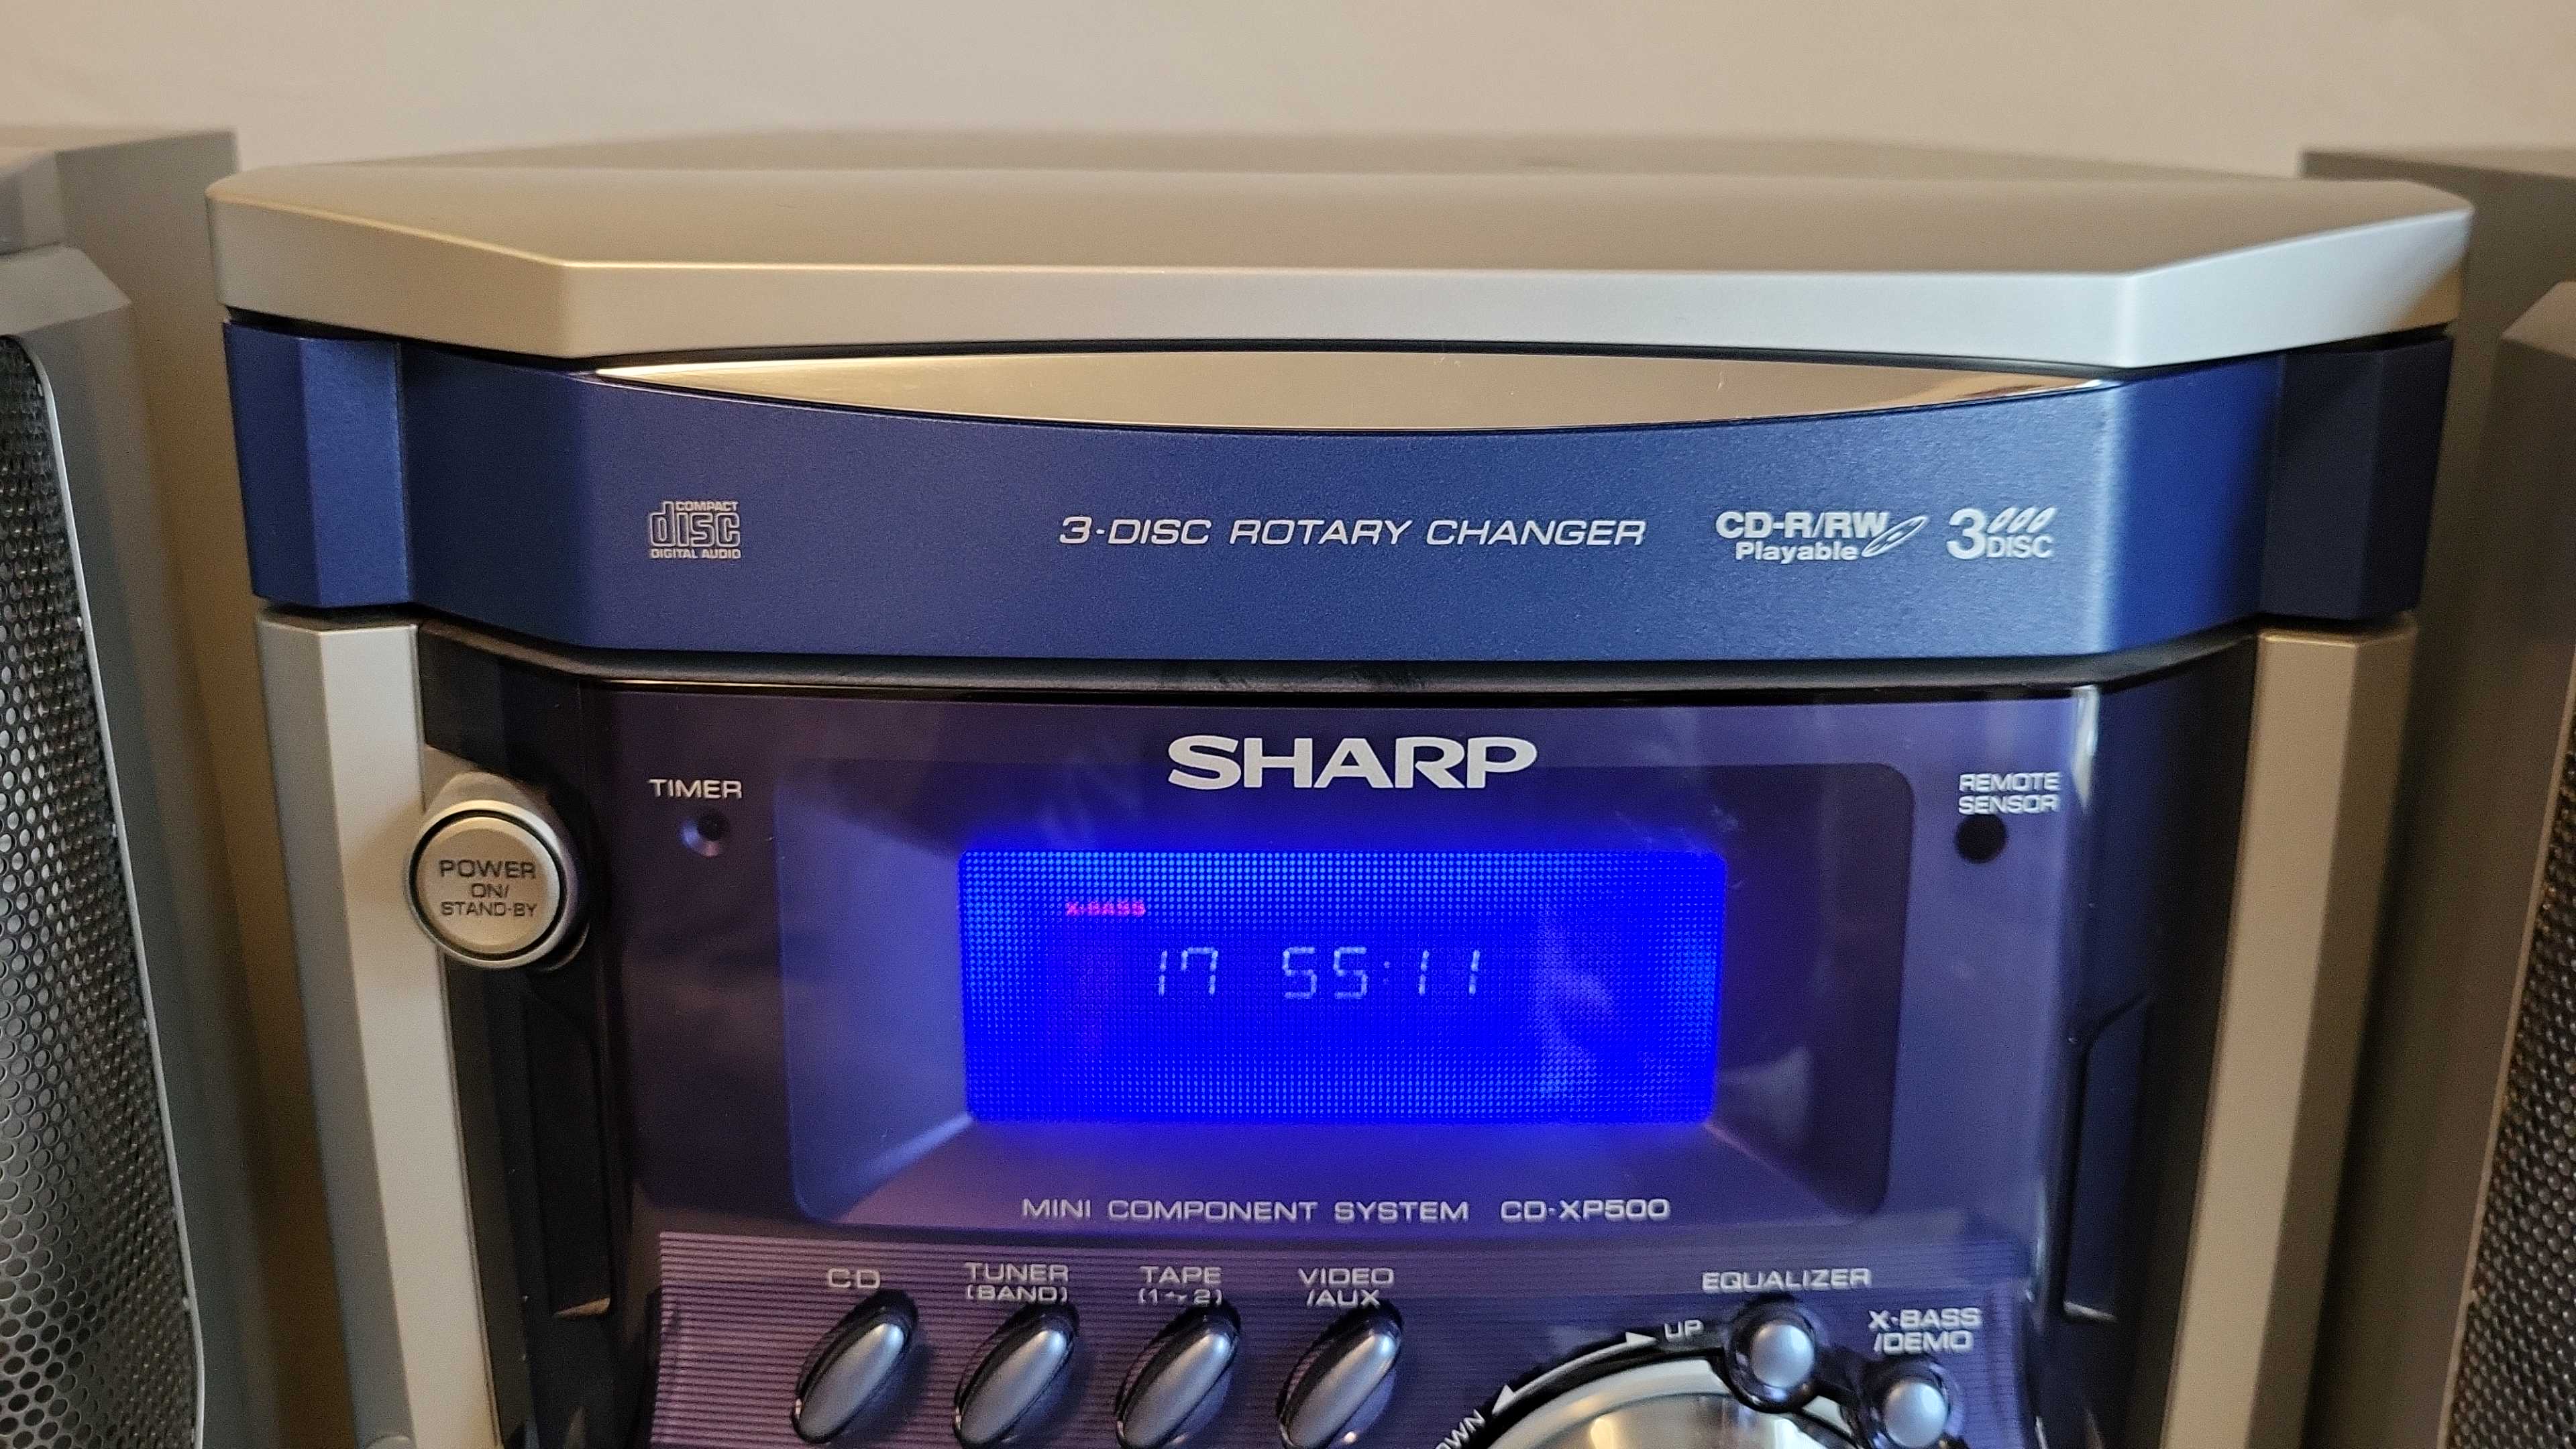 COMPACT
disc
DIGITAL AUDIO
3-DISC ROTARY CHANGER
CD-R/RW
Playable
3 DISC
SHARP
TIMER
REMOTE
SENSOR
POWER
ON/
STAND-BY
X-BASS
17 55:11
MINI COMPONENT SYSTEM CD-XP500
CD
TUNER
(BAND)
TAPE
(1↔2)
VIDEO
/AUX
EQUALIZER
X-BASS
/DEMO
UP